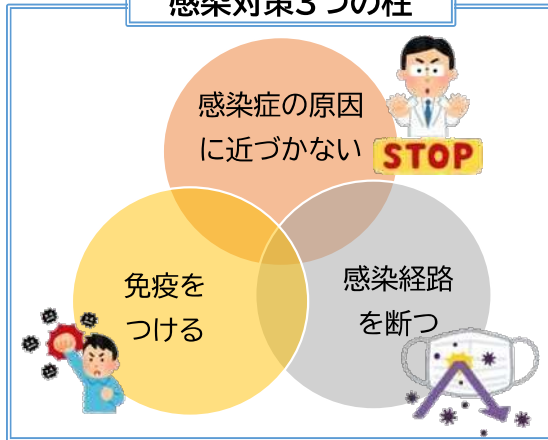 感染対策3つの柱
感染症の原因
に近づかない
STOP
免疫を
つける
感染経路
を断つ